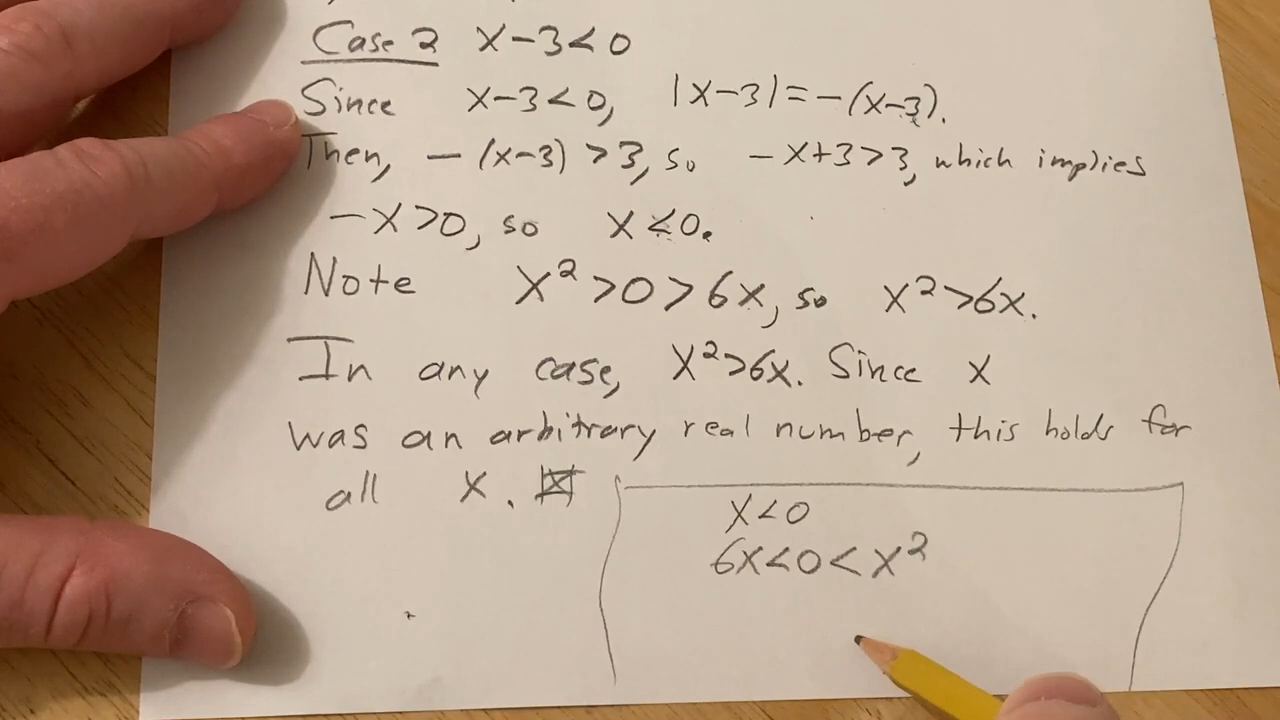 Case 2 x-3<0
Since x-3<0, |x-3|=-(x-3).
Then, -(x-3)>3, so -x+3>3, which implies
-x>0, so x<0.
Note x²>0>6x, so x²>6x.
In any case, x²>6x. Since x
was an arbitrary real number, this holds for
all x.
x<0
6x<0<x²